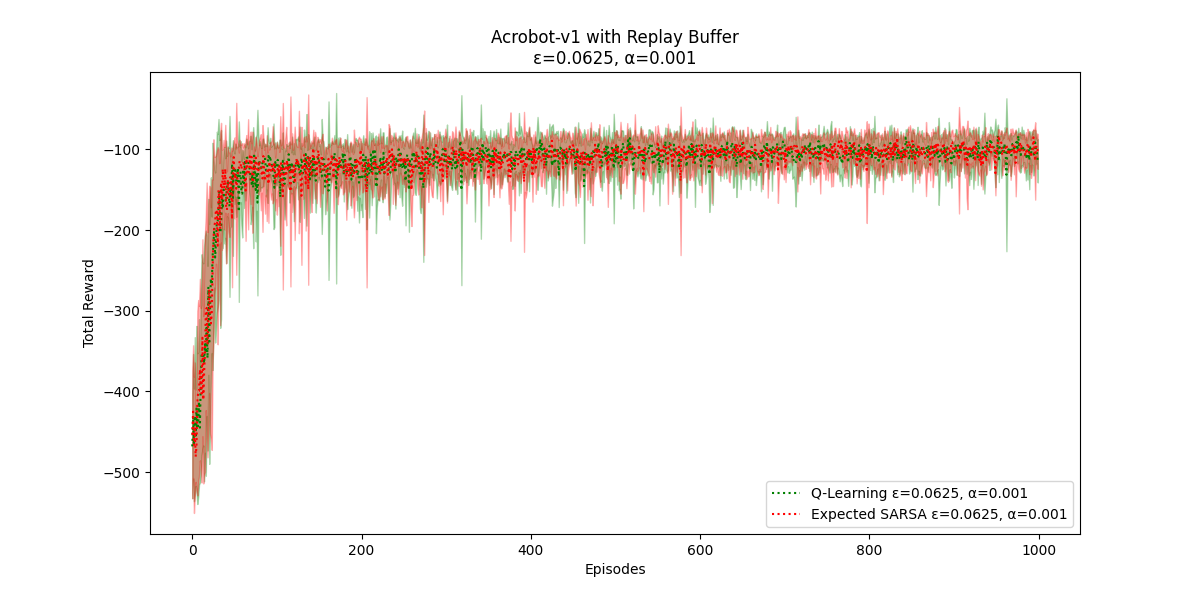 Acrobot-v1 with Replay Buffer
ε=0.0625, α=0.001
Total Reward
−100
−200
−300
−400
−500
0
200
400
600
800
1000
Episodes
Q-Learning ε=0.0625, α=0.001
Expected SARSA ε=0.0625, α=0.001